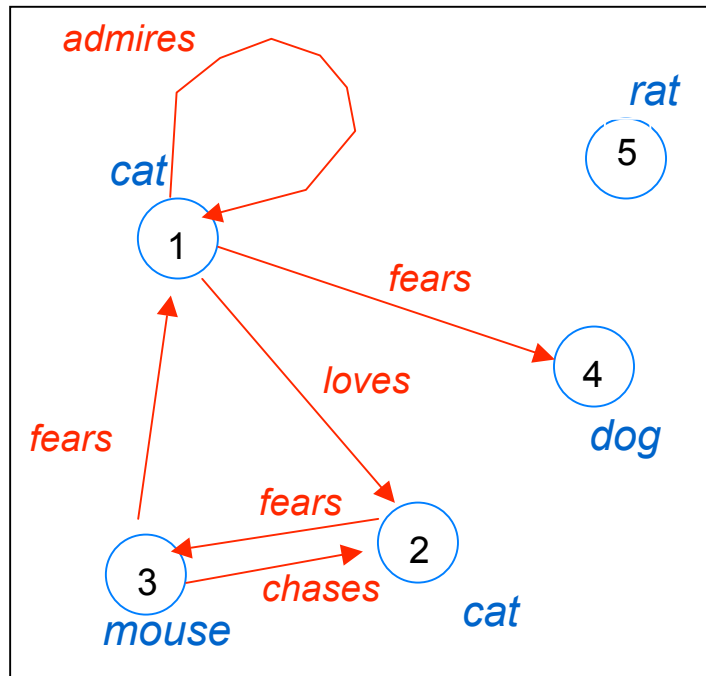 admires
rat
5
cat
1
fears
4
loves
dog
fears
fears
2
3
chases
cat
mouse